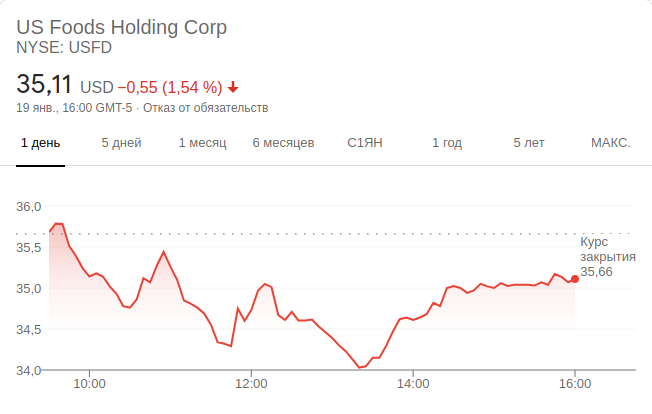 US Foods Holding Corp
NYSE: USFD
35,11 USD −0,55 (1,54 %)
19 янв., 16:00 GMT-5 · Отказ от обязательств
1 день 5 дней 1 месяц 6 месяцев С1ЯН 1 год 5 лет МАКС.
36,0
35,5
35,0
34,5
34,0
Курс
закрытия
35,66
10:00 12:00 14:00 16:00